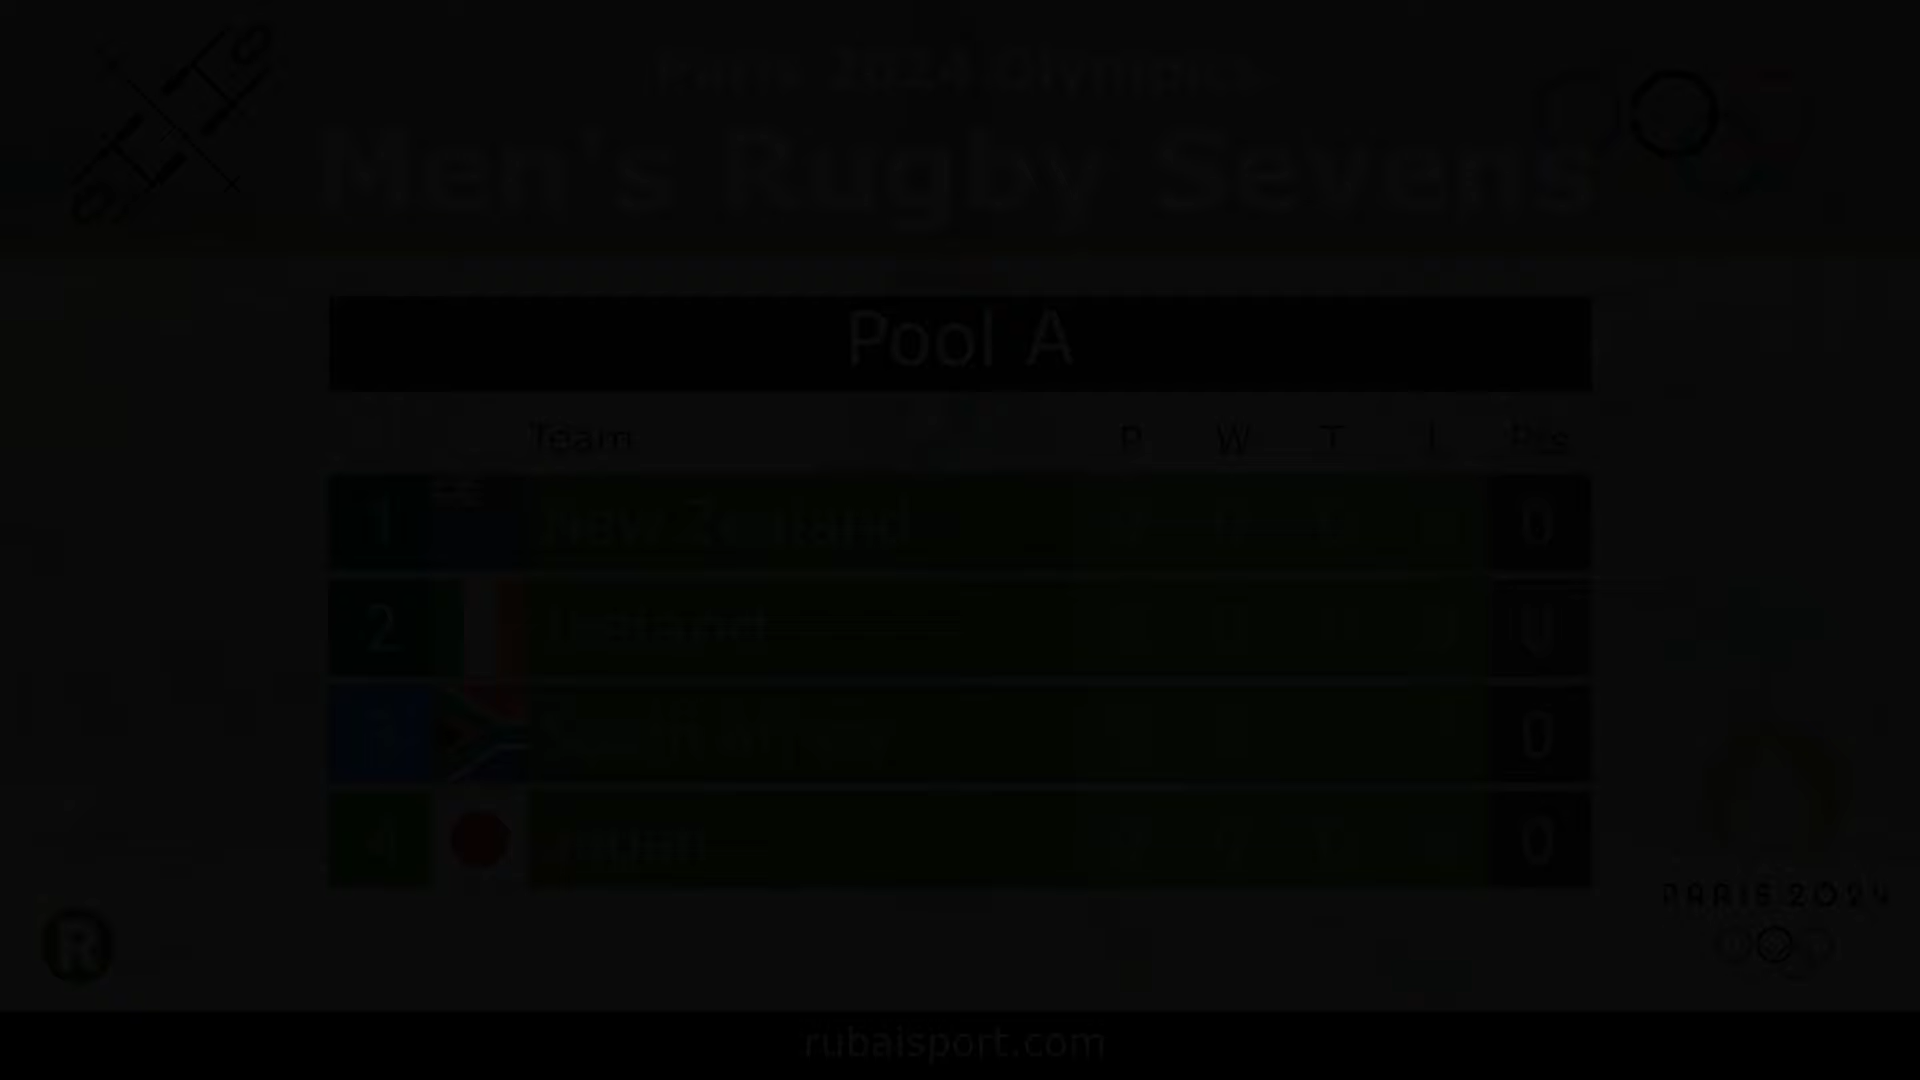 Paris 2024 Olympics
Men's Rugby Sevens
Pool A
Team P W T L Pts
1 New Zealand 0
2 Ireland 0
3 South Africa 0
4 Japan 0
PARIS 2024
R
rubaisport.com